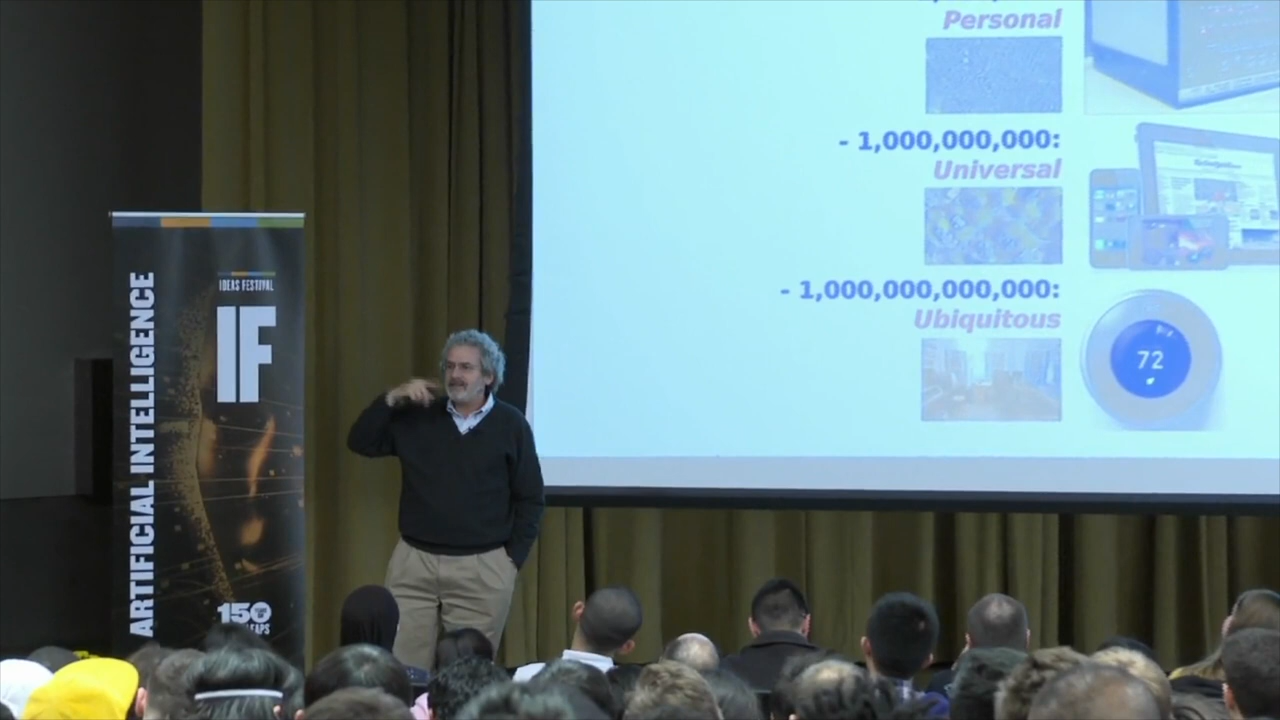 Personal
- 1,000,000,000:
Universal
- 1,000,000,000,000:
Ubiquitous
72
ARTIFICIAL INTELLIGENCE
IDEAS FESTIVAL
IF
150